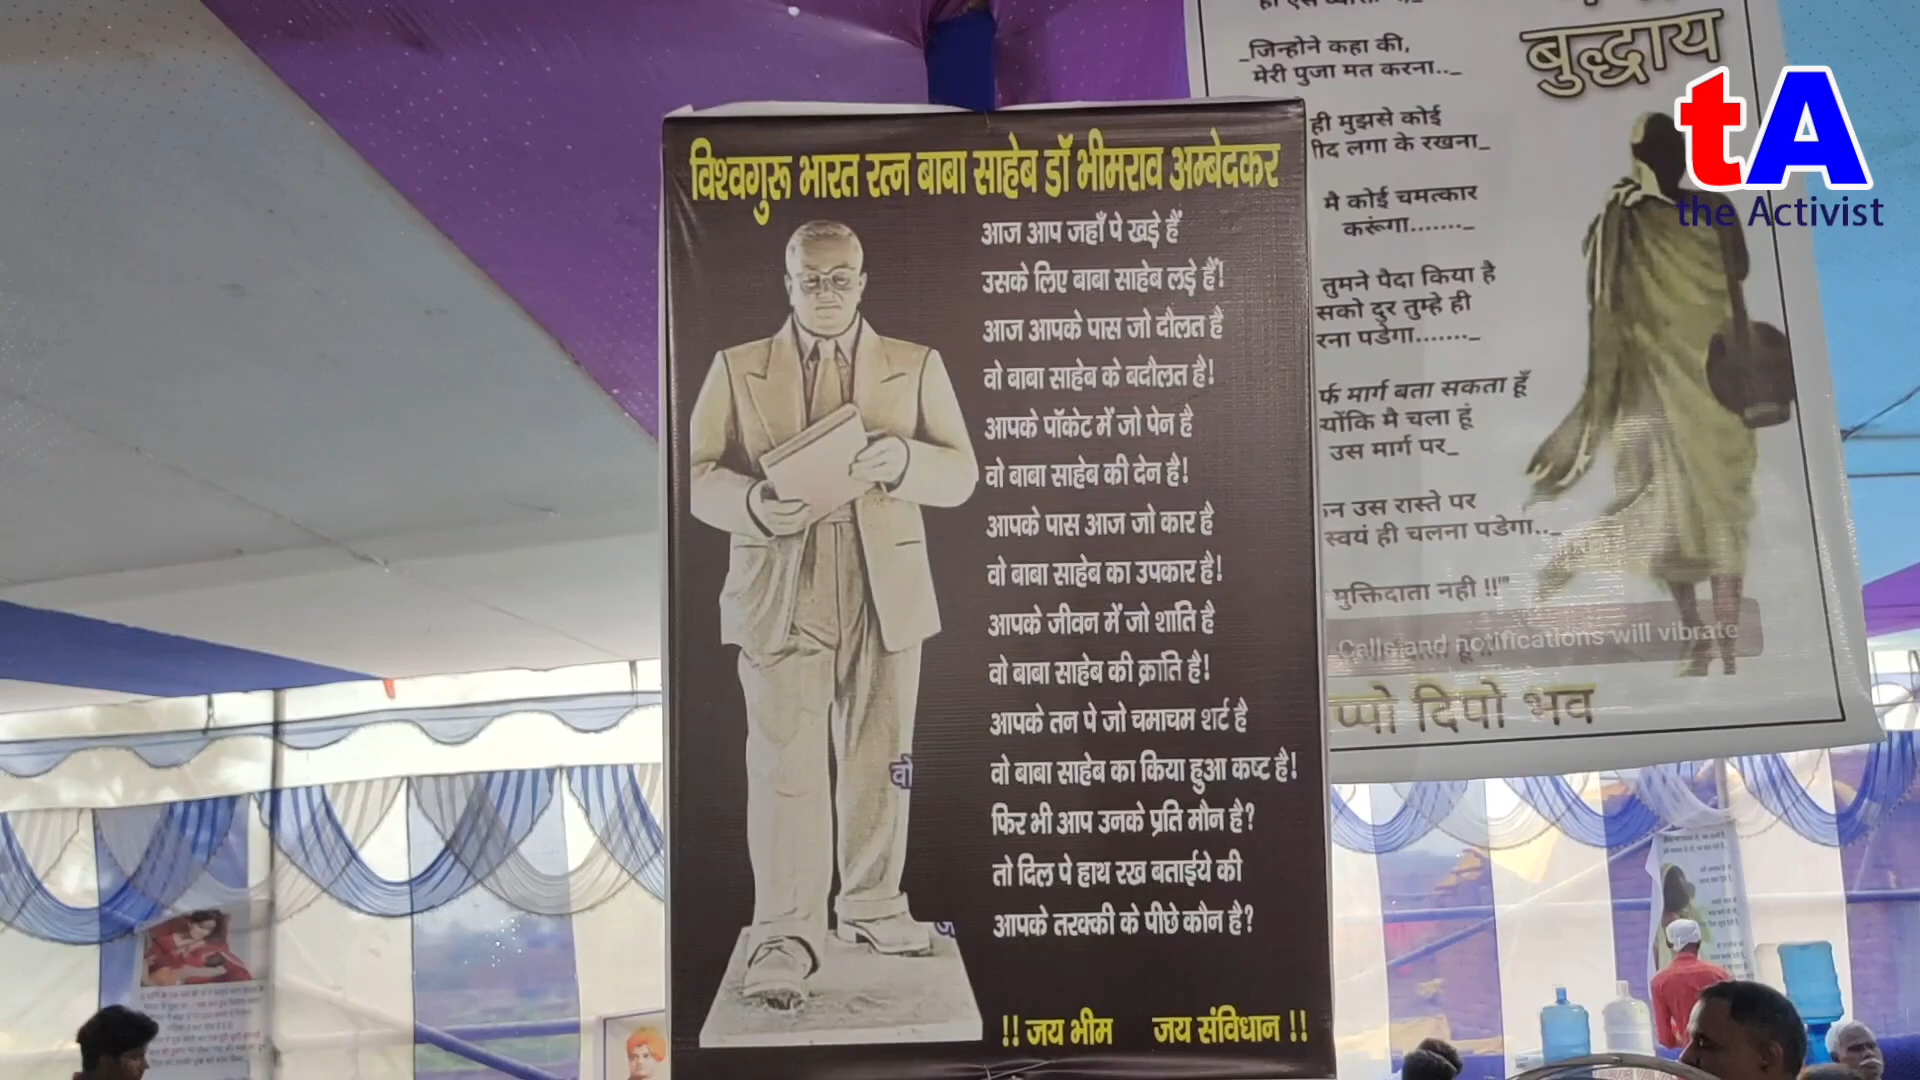 विश्वगुरू भारत रत्न बाबा साहेब डॉ भीमराव अम्बेदकर
आज आप जहाँ पे खड़े हैं
उसके लिए बाबा साहेब लड़े हैं!
आज आपके पास जो दौलत है
वो बाबा साहेब के बदौलत है!
आपके पॉकेट में जो पेन है
वो बाबा साहेब की देन है!
आपके पास आज जो कार है
वो बाबा साहेब का उपकार है!
आपके जीवन में जो शांति है
वो बाबा साहेब की क्रांति है!
आपके तन पे जो चमाचम शर्ट है
वो बाबा साहेब का किया हुआ कष्ट है!
फिर भी आप उनके प्रति मौन है?
तो दिल पे हाथ रख बताईये की
आपके तरक्की के पीछे कौन है?
!! जय भीम जय संविधान !!
वो
बुद्धाय
_जिन्होने कहा की,
मेरी पुजा मत करना.._
ही मुझसे कोई
लगा के रखना_
मै कोई चमत्कार
करूंगा......._
तुमने पैदा किया है
दुर तुम्हे ही
पडेगा......._
मार्ग बता सकता हूँ
मै चला हूं
उस मार्ग पर_
उस रास्ते पर
ही चलना पडेगा.._
मुक्तिदाता नही !!"
Calls and notifications will vibrate
दिपो भव
tA
the Activist